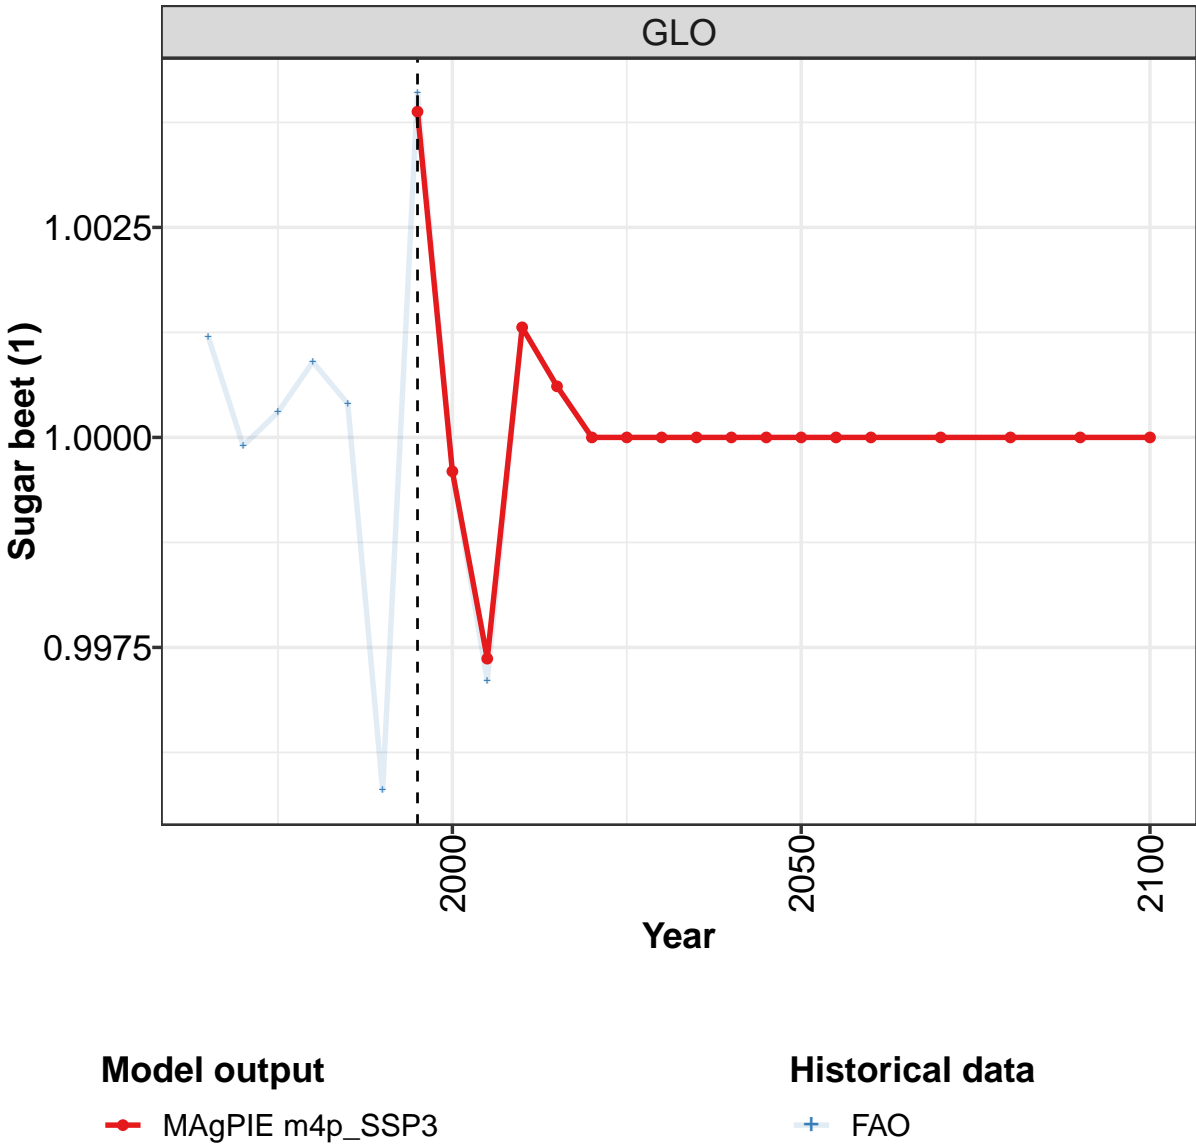 GLO
1.0025
1.0000
0.9975
Sugar beet (1)
2000
2050
2100
Year
Model output
MAgPIE m4p_SSP3
Historical data
FAO